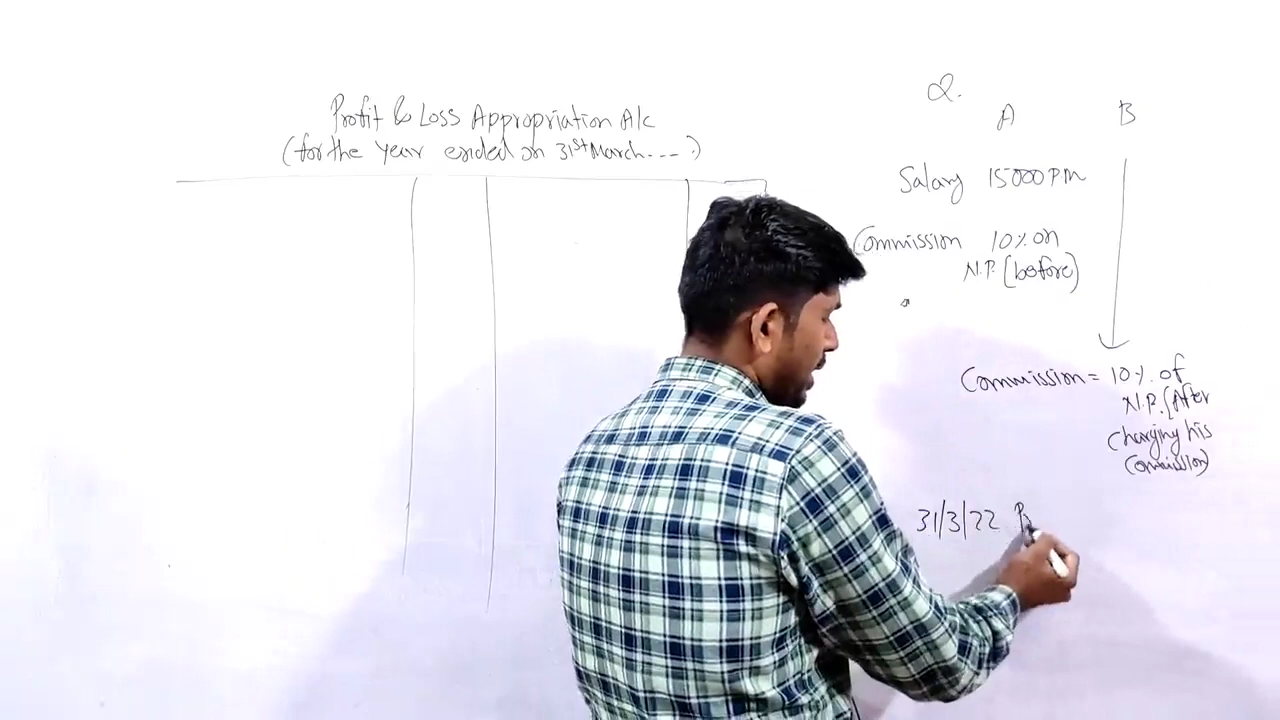 Profit & Loss Appropriation A/c
(for the Year ended on 31st March....)
Q.
A B
Salary 15000 PM
Commission 10% on
N.P. (before)
Commission = 10% of
N.P. (After
charging his
commission)
31/3/22